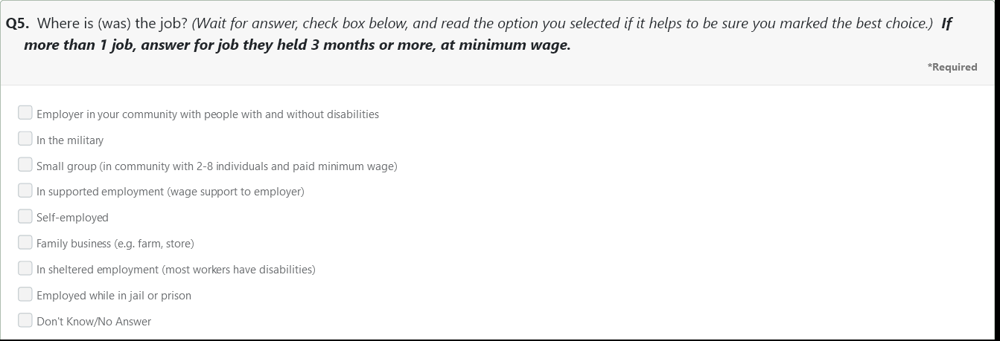 Q5. Where is (was) the job? (Wait for answer, check box below, and read the option you selected if it helps to be sure you marked the best choice.) If
more than 1 job, answer for job they held 3 months or more, at minimum wage.
*Required
Employer in your community with people with and without disabilities
In the military
Small group (in community with 2-8 individuals and paid minimum wage)
In supported employment (wage support to employer)
Self-employed
Family business (e.g. farm, store)
In sheltered employment (most workers have disabilities)
Employed while in jail or prison
Don't Know/No Answer